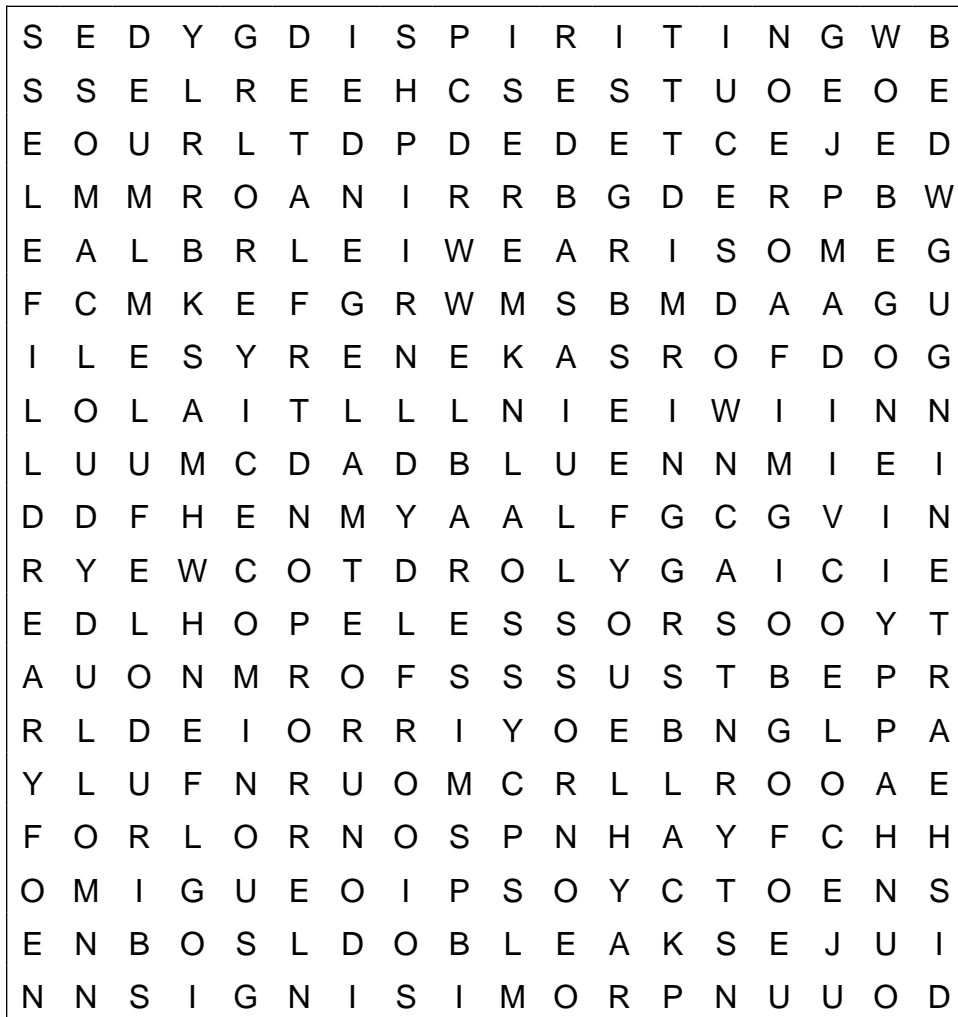 S E D Y G D I S P I R I T I N G W B
S S E L R E E H C S E S T U O E O E
E O U R L T D P D E D E T C E J E D
L M M R O A N I R R B G D E R P B W
E A L B R L E I W E A R I S O M E G
F C M K E F G R W M S B M D A A G U
I L E S Y R E N E K A S R O F D O G
L O L A I T L L L N I E I W I I N N
L U U M C D A D B L U E N N M I E I
D D F H E N M Y A A L F G C G V I N
R Y E W C O T D R O L Y G A I C I E
E D L H O P E L E S S O R S O O Y T
A U O N M R O F S S S U S T B E P R
R L D E I O R R I Y O E B N G L P A
Y L U F N R U O M C R L L R O O A E
F O R L O R N O S P N H A Y F C H H
O M I G U E O I P S O Y C T O E N S
E N B O S L D O B L E A K S E J U I
N N S I G N I S I M O R P N U U O D